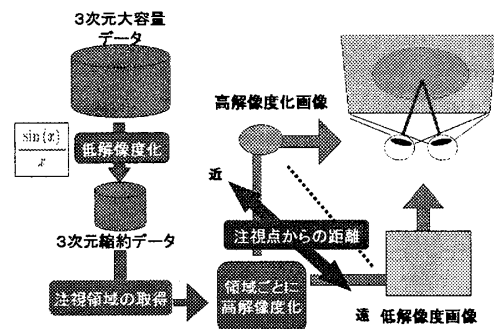 3次元大容量
データ
sin(x)
x
低解像度化
3次元縮約データ
注視領域の取得
高解像度化画像
近
注視点からの距離
領域ごとに
高解像度化
遠 低解像度画像